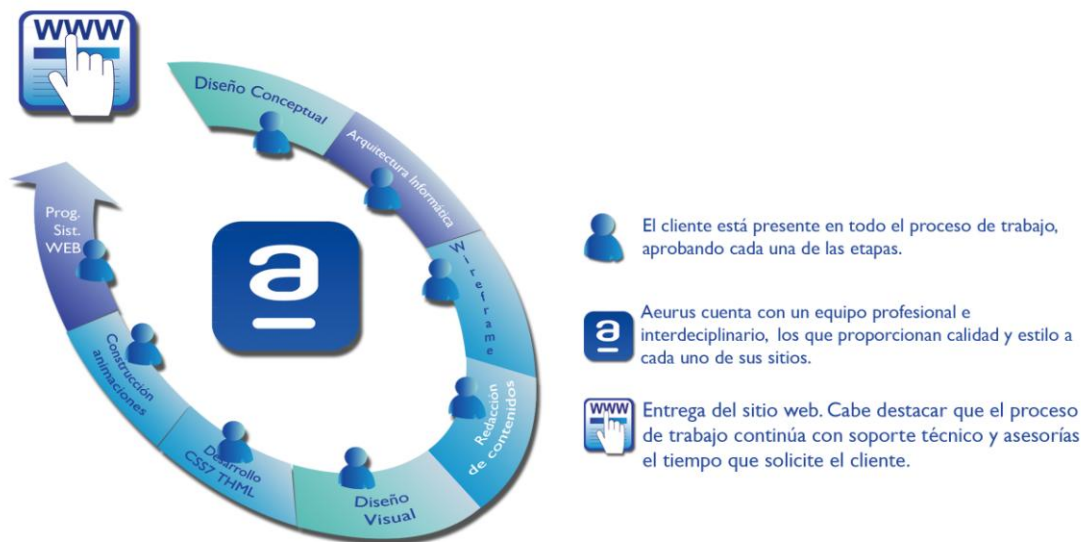 WWW
Diseño Conceptual
Arquitectura Informática
Wireframe
Redacción
de contenidos
Diseño
Visual
Desarrollo
CSS7 THML
Construcción
animaciones
Prog.
Sist.
WEB
a
El cliente está presente en todo el proceso de trabajo,
aprobando cada una de las etapas.
a
Aeurus cuenta con un equipo profesional e
interdeciplinario, los que proporcionan calidad y estilo a
cada uno de sus sitios.
WWW
Entrega del sitio web. Cabe destacar que el proceso
de trabajo continúa con soporte técnico y asesorías
el tiempo que solicite el cliente.